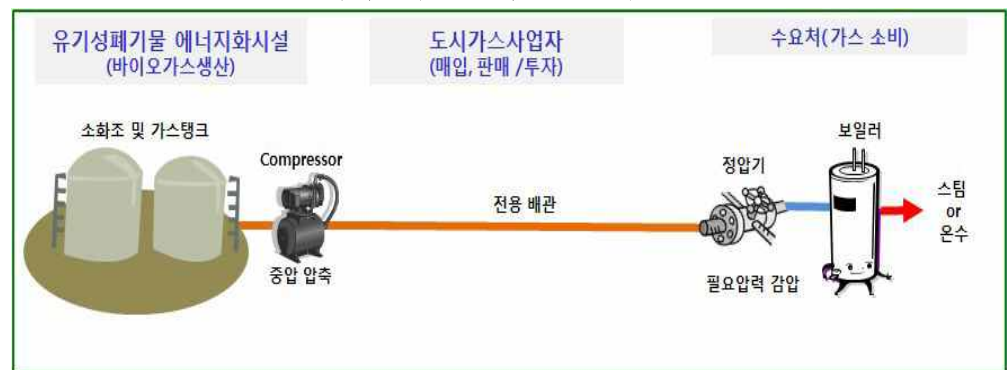 유기성폐기물 에너지화시설
(바이오가스생산)
도시가스사업자
(매입, 판매 /투자)
수요처(가스 소비)
소화조 및 가스탱크
Compressor
중압 압축
전용 배관
정압기
필요압력 감압
보일러
스팀
or
온수